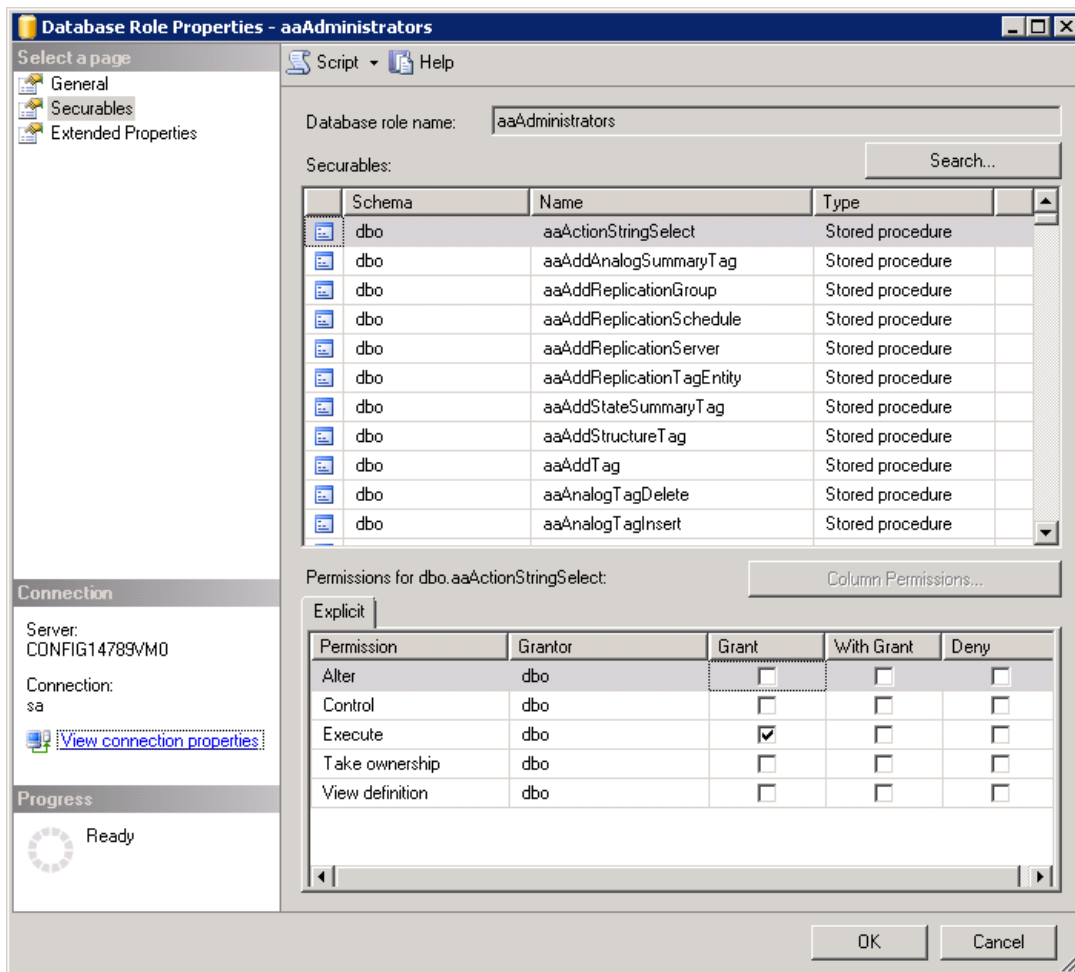 Database Role Properties - aaAdministrators
Select a page
General
Securables
Extended Properties
Script Help
Database role name: aaAdministrators
Securables: Search...
Schema Name Type
dbo aaActionStringSelect Stored procedure
dbo aaAddAnalogSummaryTag Stored procedure
dbo aaAddReplicationGroup Stored procedure
dbo aaAddReplicationSchedule Stored procedure
dbo aaAddReplicationServer Stored procedure
dbo aaAddReplicationTagEntity Stored procedure
dbo aaAddStateSummaryTag Stored procedure
dbo aaAddStructureTag Stored procedure
dbo aaAddTag Stored procedure
dbo aaAnalogTagDelete Stored procedure
dbo aaAnalogTagInsert Stored procedure
Permissions for dbo.aaActionStringSelect: Column Permissions...
Explicit
Permission Grantor Grant With Grant Deny
Alter dbo
Control dbo
Execute dbo
Take ownership dbo
View definition dbo
Connection
Server:
CONFIG14789VM0
Connection:
sa
View connection properties
Progress
Ready
OK Cancel